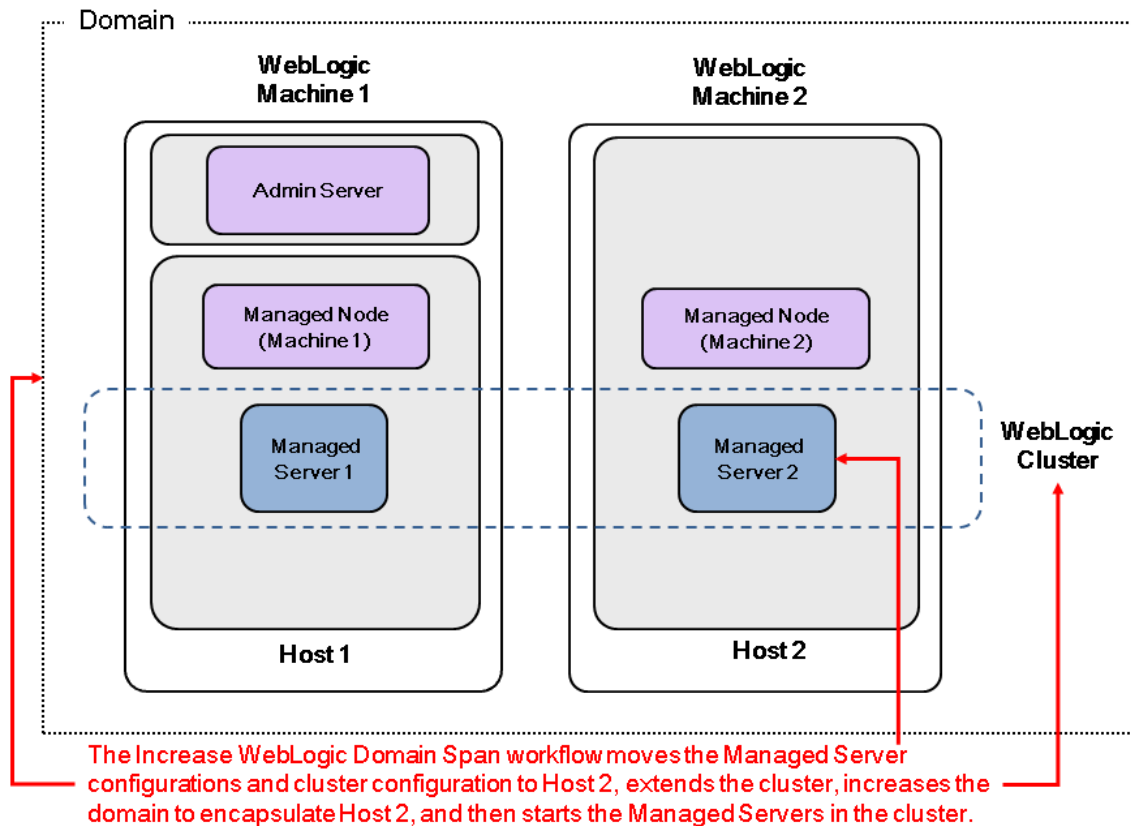 Domain
WebLogic
Machine 1
WebLogic
Machine 2
Admin Server
Managed Node
(Machine 1)
Managed Node
(Machine 2)
Managed
Server 1
Managed
Server 2
WebLogic
Cluster
Host 1
Host 2
The Increase WebLogic Domain Span workflow moves the Managed Server
configurations and cluster configuration to Host 2, extends the cluster, increases the
domain to encapsulate Host 2, and then starts the Managed Servers in the cluster.